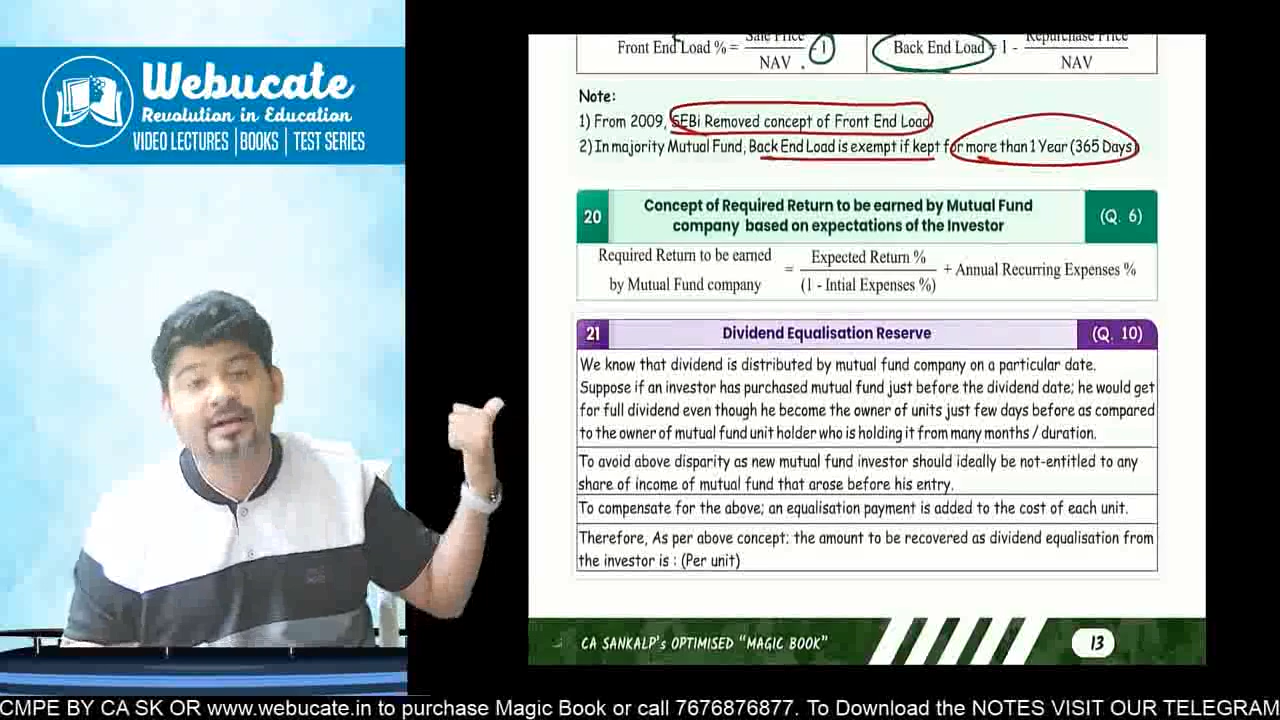 Webucate
Revolution in Education
VIDEO LECTURES | BOOKS | TEST SERIES
Front End Load % = Sale Price / NAV - 1
Back End Load = 1 - Repurchase Price / NAV
Note:
1) From 2009, SEBi Removed concept of Front End Load
2) In majority Mutual Fund, Back End Load is exempt if kept for more than 1 Year (365 Days)
20 Concept of Required Return to be earned by Mutual Fund (Q. 6)
company based on expectations of the Investor
Required Return to be earned
by Mutual Fund company = Expected Return % / (1 - Intial Expenses %) + Annual Recurring Expenses %
21 Dividend Equalisation Reserve (Q. 10)
We know that dividend is distributed by mutual fund company on a particular date.
Suppose if an investor has purchased mutual fund just before the dividend date; he would get
for full dividend even though he become the owner of units just few days before as compared
to the owner of mutual fund unit holder who is holding it from many months / duration.
To avoid above disparity as new mutual fund investor should ideally be not-entitled to any
share of income of mutual fund that arose before his entry.
To compensate for the above; an equalisation payment is added to the cost of each unit.
Therefore, As per above concept; the amount to be recovered as dividend equalisation from
the investor is : (Per unit)
CA SANKALP's OPTIMISED "MAGIC BOOK" 13
CMPE BY CA SK OR www.webucate.in to purchase Magic Book or call 7676876877. To Download the NOTES VISIT OUR TELEGRAM